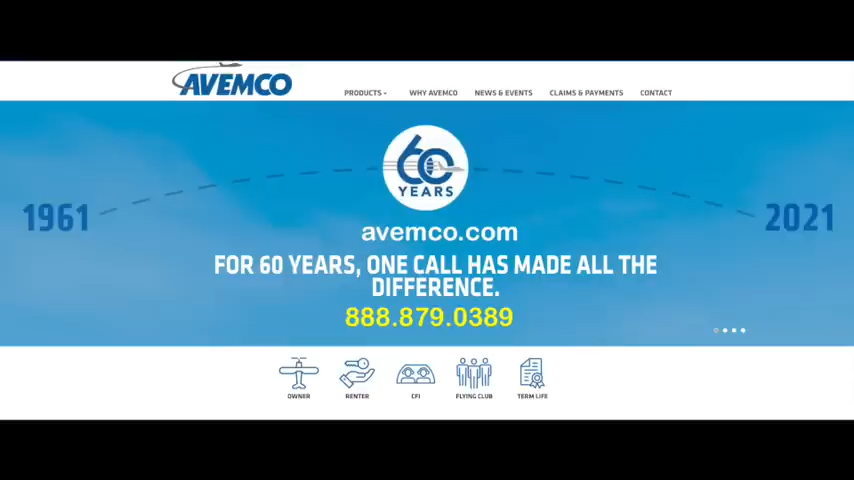 AVEMCO
PRODUCTS
WHY AVEMCO
NEWS & EVENTS
CLAIMS & PAYMENTS
CONTACT
60
YEARS
1961
2021
avemco.com
FOR 60 YEARS, ONE CALL HAS MADE ALL THE
DIFFERENCE.
888.879.0389
OWNER
RENTER
CFI
FLYING CLUB
TERM LIFE